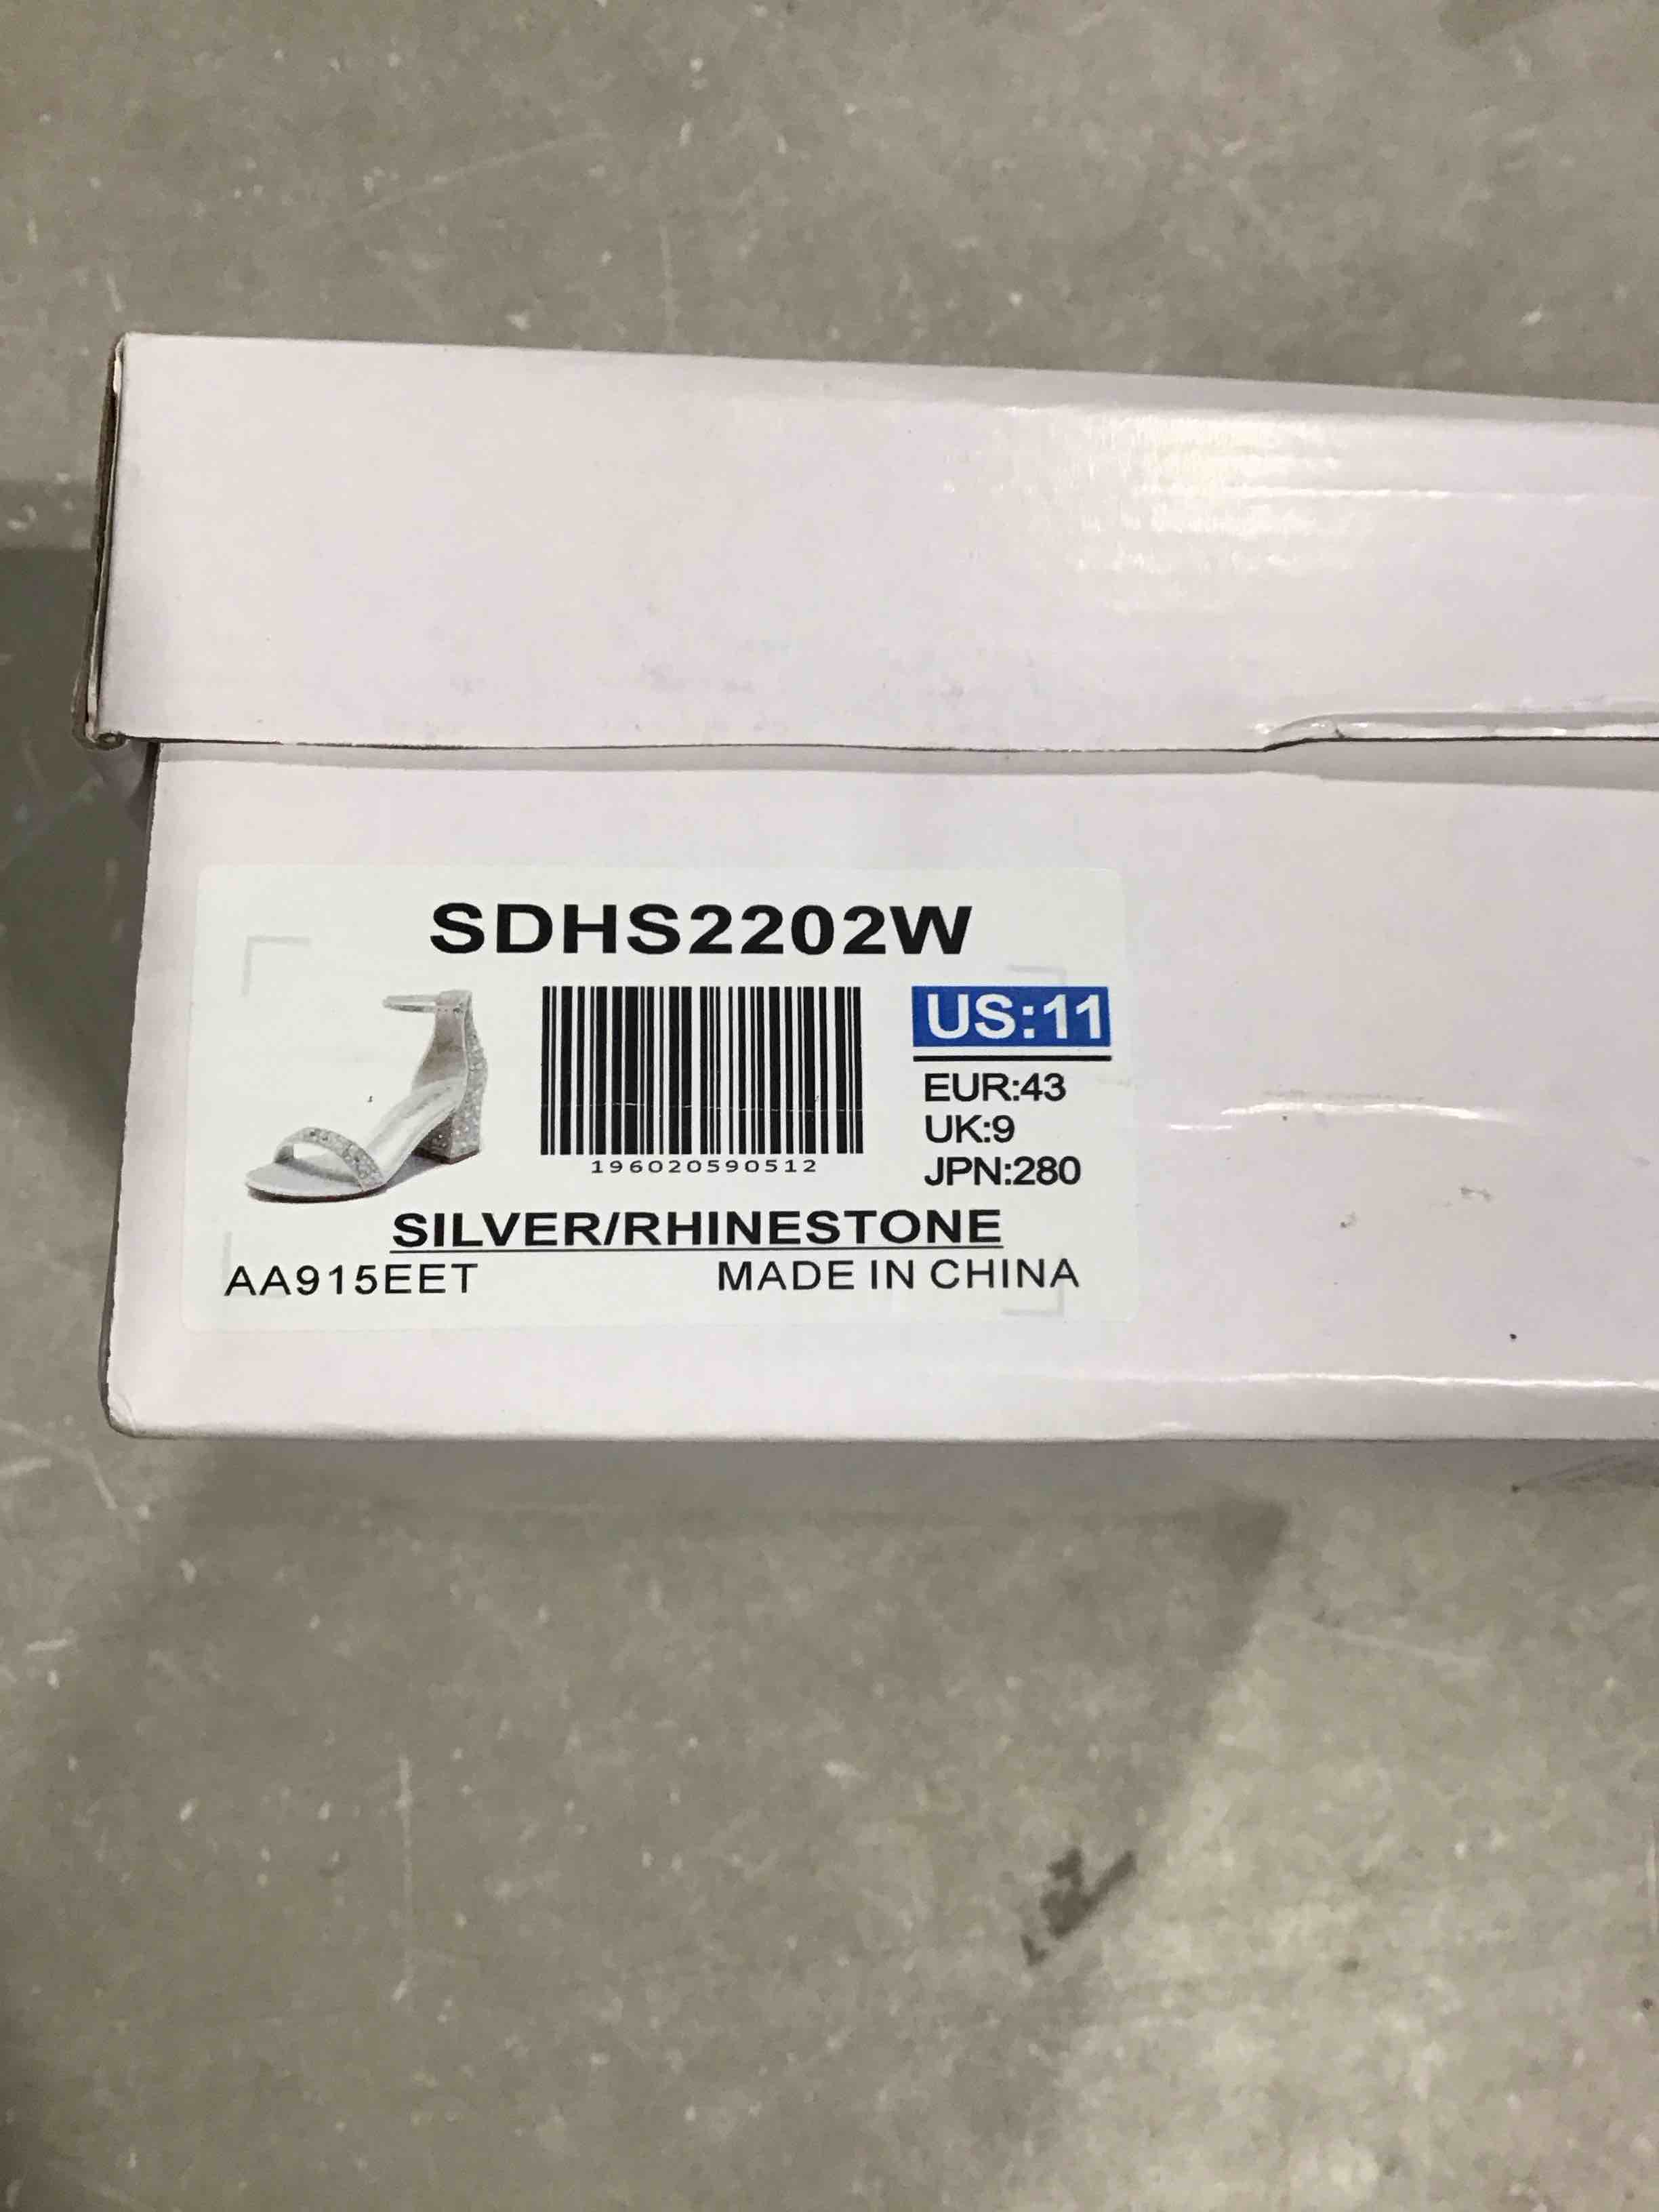 SDHS2202W
US:11
EUR:43
UK:9
JPN:280
196020590512
SILVER/RHINESTONE
AA915EET MADE IN CHINA